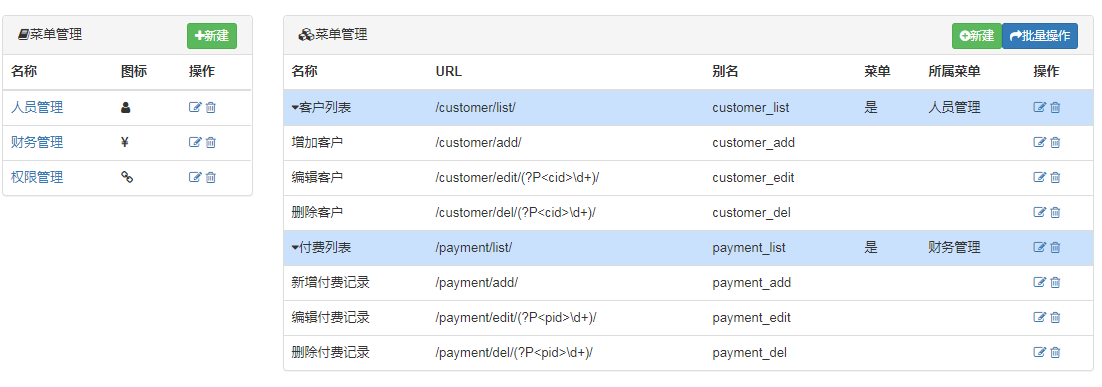 菜单管理 新建
名称 图标 操作
人员管理
财务管理
权限管理
菜单管理 新建 批量操作
名称 URL 别名 菜单 所属菜单 操作
客户列表 /customer/list/ customer_list 是 人员管理
增加客户 /customer/add/ customer_add
编辑客户 /customer/edit/(?P<cid>\d+)/ customer_edit
删除客户 /customer/del/(?P<cid>\d+)/ customer_del
付费列表 /payment/list/ payment_list 是 财务管理
新增付费记录 /payment/add/ payment_add
编辑付费记录 /payment/edit/(?P<pid>\d+)/ payment_edit
删除付费记录 /payment/del/(?P<pid>\d+)/ payment_del